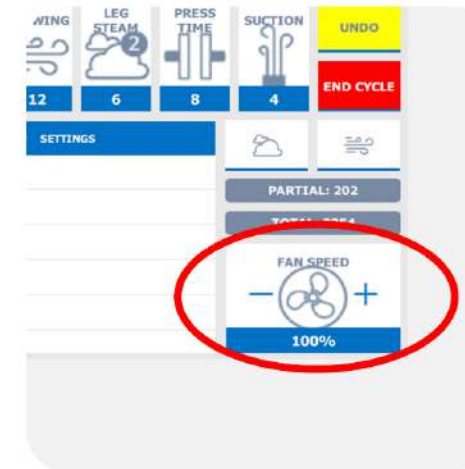 LEG PRESS SUCTION UNDO
STEAM TIME
2
12 6 8 4 END CYCLE
SETTINGS
PARTIAL: 202
FAN SPEED
− +
100%